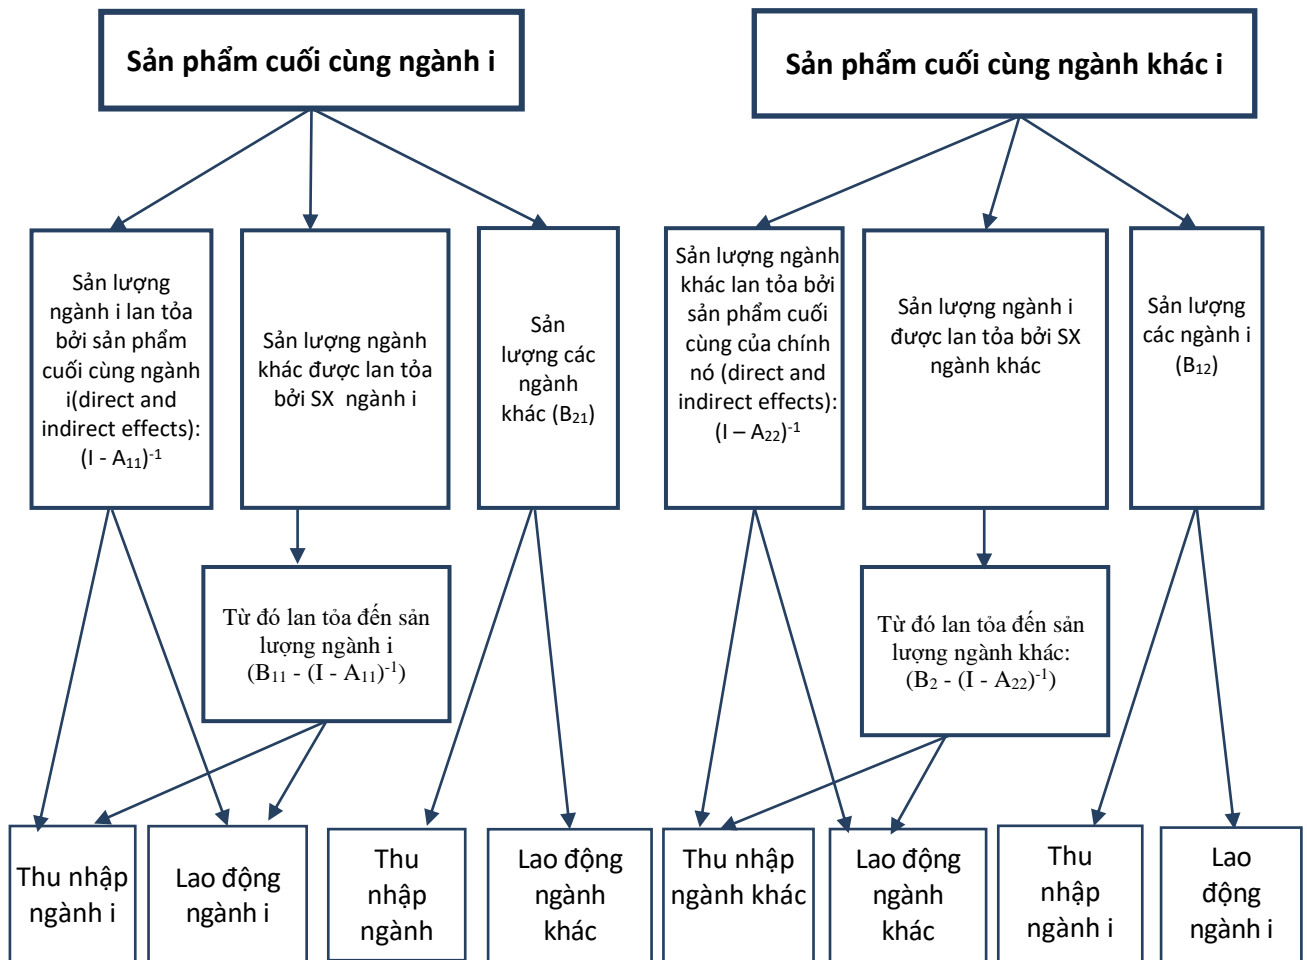 Sản phẩm cuối cùng ngành i
Sản phẩm cuối cùng ngành khác i
Sản lượng
ngành i lan tỏa
bởi sản phẩm
cuối cùng ngành
i(direct and
indirect effects):
(I - A₁₁)⁻¹
Sản lượng ngành
khác được lan tỏa
bởi SX ngành i
Sản
lượng các
ngành
khác (B₂₁)
Sản lượng ngành
khác lan tỏa bởi
sản phẩm cuối
cùng của chính
nó (direct and
indirect effects):
(I – A₂₂)⁻¹
Sản lượng ngành i
được lan tỏa bởi SX
ngành khác
Sản lượng
các ngành i
(B₁₂)
Từ đó lan tỏa đến sản
lượng ngành i
(B₁₁ - (I - A₁₁)⁻¹)
Từ đó lan tỏa đến sản
lượng ngành khác:
(B₂ - (I - A₂₂)⁻¹)
Thu nhập
ngành i
Lao động
ngành i
Thu
nhập
ngành
Lao động
ngành
khác
Thu nhập
ngành khác
Lao động
ngành
khác
Thu
nhập
ngành i
Lao
động
ngành i